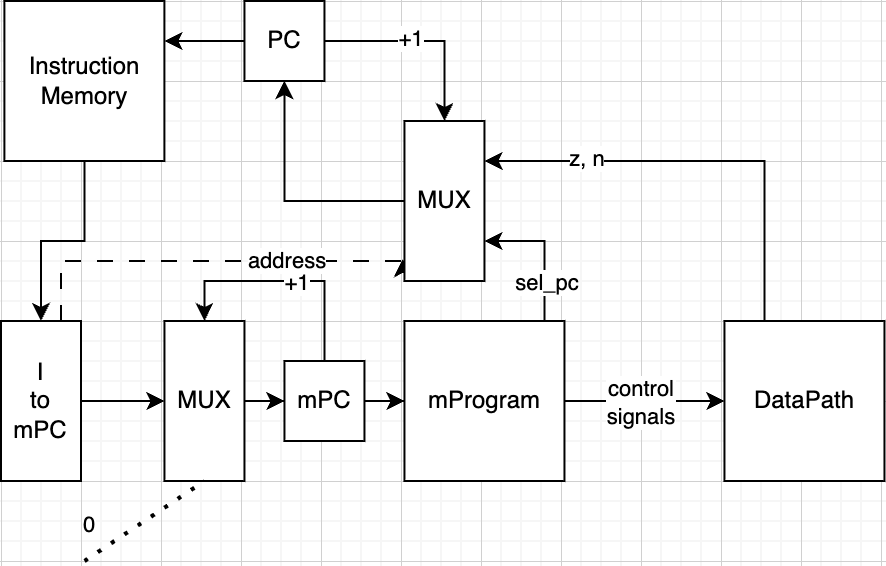 Instruction
Memory
PC
+1
MUX
z, n
address
+1
sel_pc
I
to
mPC
MUX
mPC
mProgram
control
signals
DataPath
0